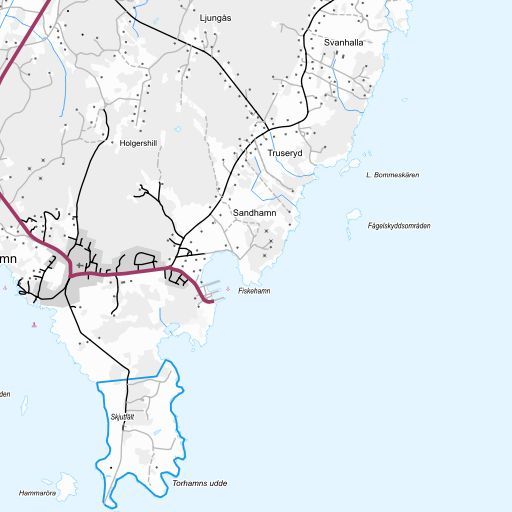 Ljungås
Svanhalla
Holgershill
Truseryd
L. Bommeskären
Sandhamn
Fågelskyddsområden
mn
Fiskehamn
den
Skjutfält
Torhamns udde
Hammaröra